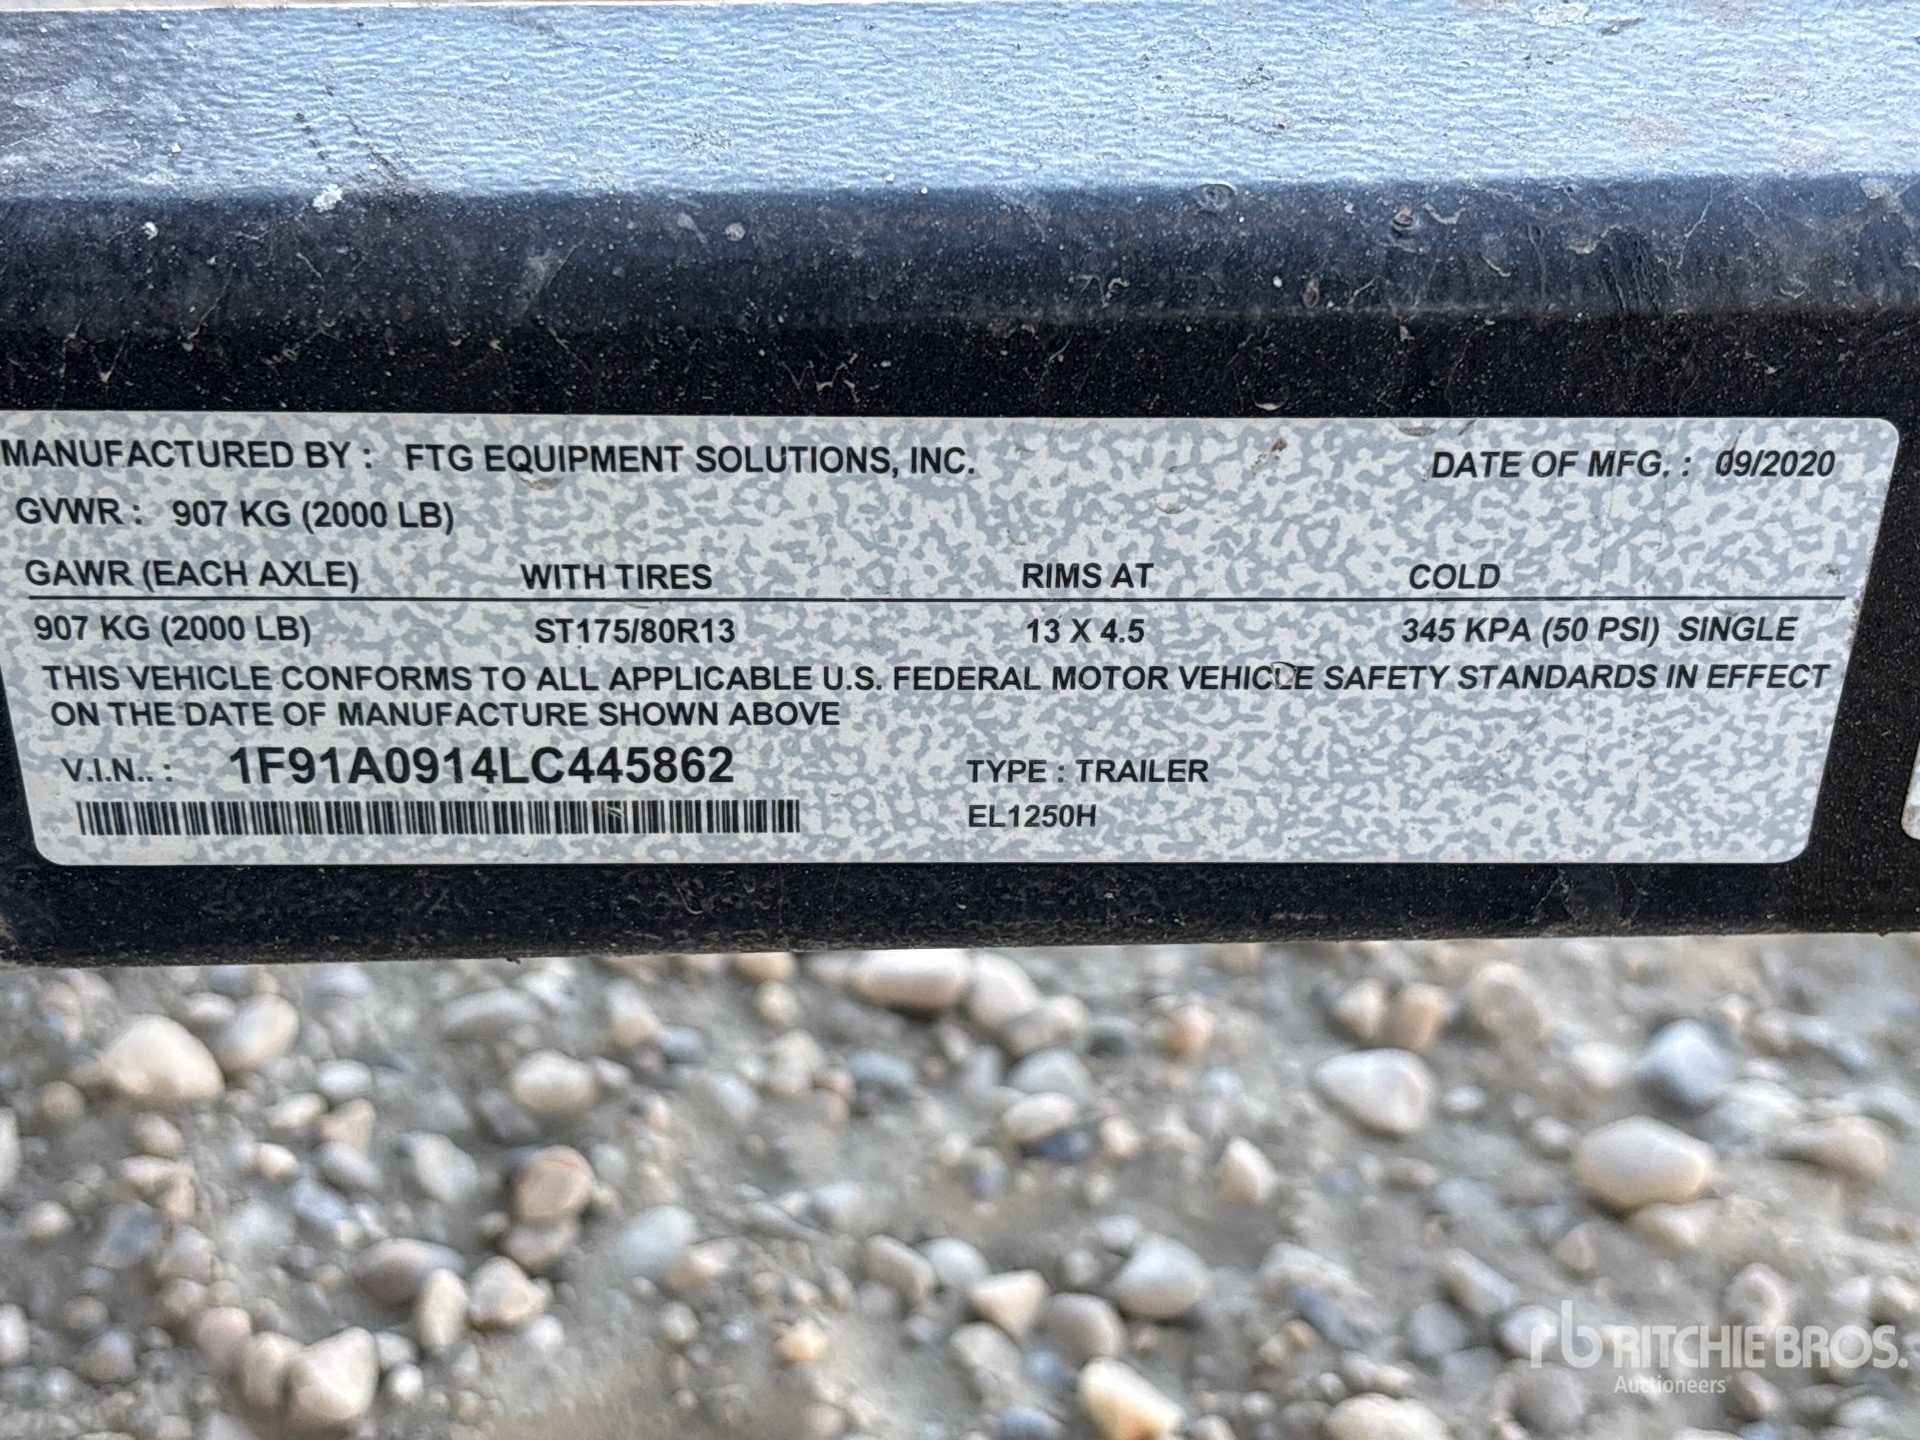 MANUFACTURED BY : FTG EQUIPMENT SOLUTIONS, INC. DATE OF MFG. : 09/2020
GVWR : 907 KG (2000 LB)
GAWR (EACH AXLE) WITH TIRES RIMS AT COLD
907 KG (2000 LB) ST175/80R13 13 X 4.5 345 KPA (50 PSI) SINGLE
THIS VEHICLE CONFORMS TO ALL APPLICABLE U.S. FEDERAL MOTOR VEHICLE SAFETY STANDARDS IN EFFECT
ON THE DATE OF MANUFACTURE SHOWN ABOVE
V.I.N.. : 1F91A0914LC445862 TYPE : TRAILER
EL1250H
rb RITCHIE BROS.
Auctioneers